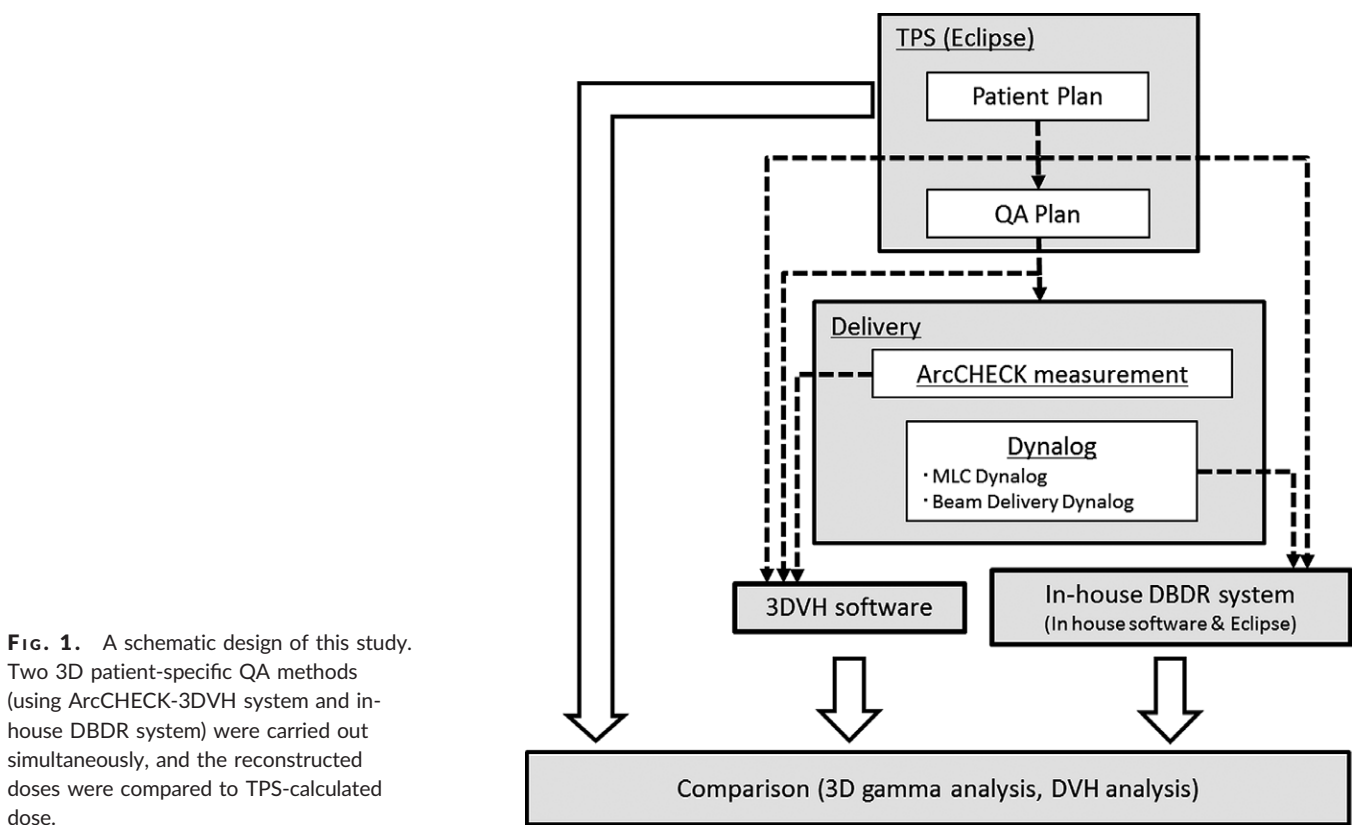 TPS (Eclipse)
Patient Plan
QA Plan
Delivery
ArcCHECK measurement
Dynalog
・MLC Dynalog
・Beam Delivery Dynalog
3DVH software
In-house DBDR system
(In house software & Eclipse)
Comparison (3D gamma analysis, DVH analysis)
FIG. 1. A schematic design of this study.
Two 3D patient-specific QA methods
(using ArcCHECK-3DVH system and in-
house DBDR system) were carried out
simultaneously, and the reconstructed
doses were compared to TPS-calculated
dose.